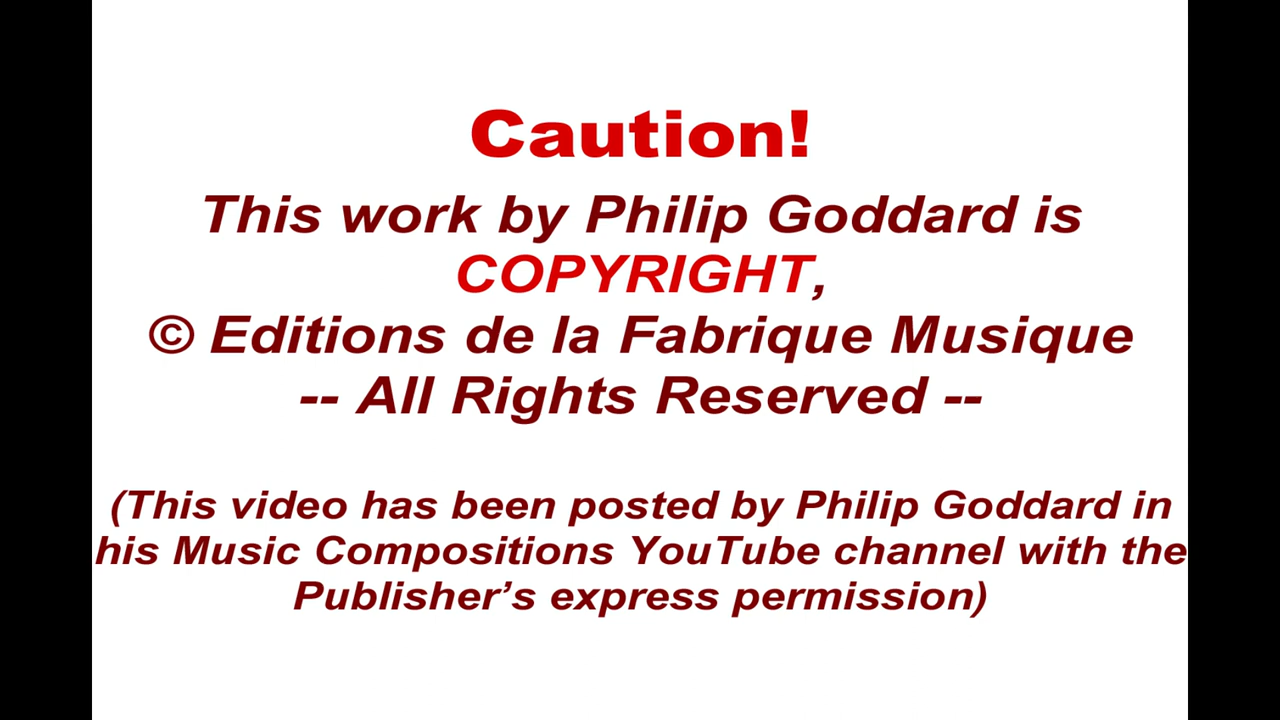 Caution!
This work by Philip Goddard is
COPYRIGHT,
© Editions de la Fabrique Musique
-- All Rights Reserved --
(This video has been posted by Philip Goddard in
his Music Compositions YouTube channel with the
Publisher’s express permission)